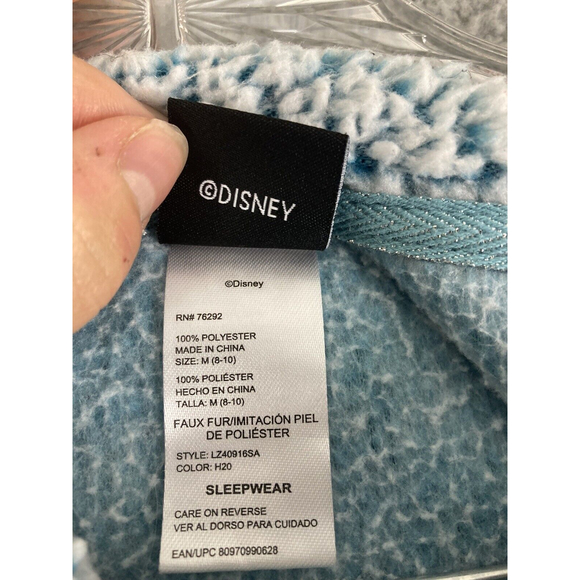 ©DISNEY
©Disney
RN# 76292
100% POLYESTER
MADE IN CHINA
SIZE: M (8-10)
100% POLIÉSTER
HECHO EN CHINA
TALLA: M (8-10)
FAUX FUR/IMITACIÓN PIEL
DE POLIÉSTER
STYLE: LZ40916SA
COLOR: H20
SLEEPWEAR
CARE ON REVERSE
VER AL DORSO PARA CUIDADO
EAN/UPC 80970990628